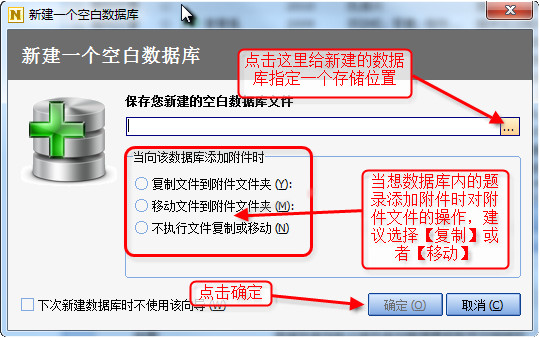 新建一个空白数据库
新建一个空白数据库
点击这里给新建的数据
库指定一个存储位置
保存您新建的空白数据库文件
...
当向该数据库添加附件时
复制文件到附件文件夹 (Y):
移动文件到附件文件夹 (M):
不执行文件复制或移动 (N)
当想数据库内的题
录添加附件时对附
件文件的操作，建
议选择【复制】或
者【移动】
点击确定
下次新建数据库时不使用该向导 (W)
确定 (O)
取消 (C)